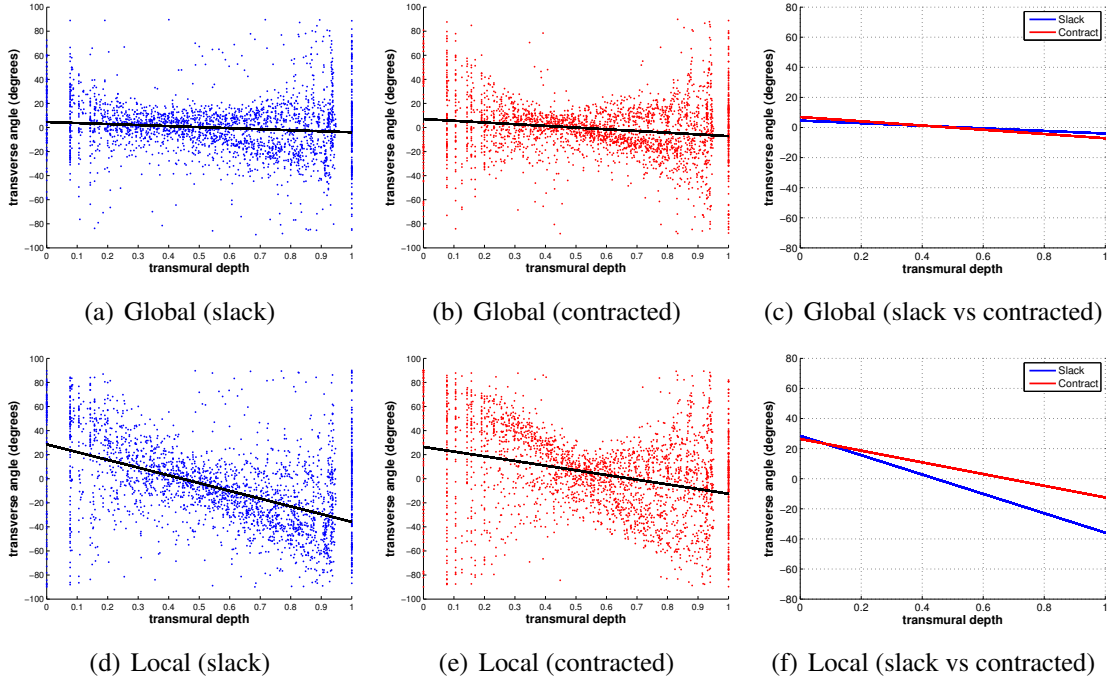 100
80
60
40
20
0
−20
−40
−60
−80
−100
transverse angle (degrees)
0 0.1 0.2 0.3 0.4 0.5 0.6 0.7 0.8 0.9 1
transmural depth
(a) Global (slack)
100
80
60
40
20
0
−20
−40
−60
−80
−100
transverse angle (degrees)
0 0.1 0.2 0.3 0.4 0.5 0.6 0.7 0.8 0.9 1
transmural depth
(b) Global (contracted)
80
60
40
20
0
−20
−40
−60
−80
transverse angle (degrees)
Slack
Contract
0 0.2 0.4 0.6 0.8 1
transmural depth
(c) Global (slack vs contracted)
100
80
60
40
20
0
−20
−40
−60
−80
−100
transverse angle (degrees)
0 0.1 0.2 0.3 0.4 0.5 0.6 0.7 0.8 0.9 1
transmural depth
(d) Local (slack)
100
80
60
40
20
0
−20
−40
−60
−80
−100
transverse angle (degrees)
0 0.1 0.2 0.3 0.4 0.5 0.6 0.7 0.8 0.9 1
transmural depth
(e) Local (contracted)
80
60
40
20
0
−20
−40
−60
−80
transverse angle (degrees)
Slack
Contract
0 0.2 0.4 0.6 0.8 1
transmural depth
(f) Local (slack vs contracted)